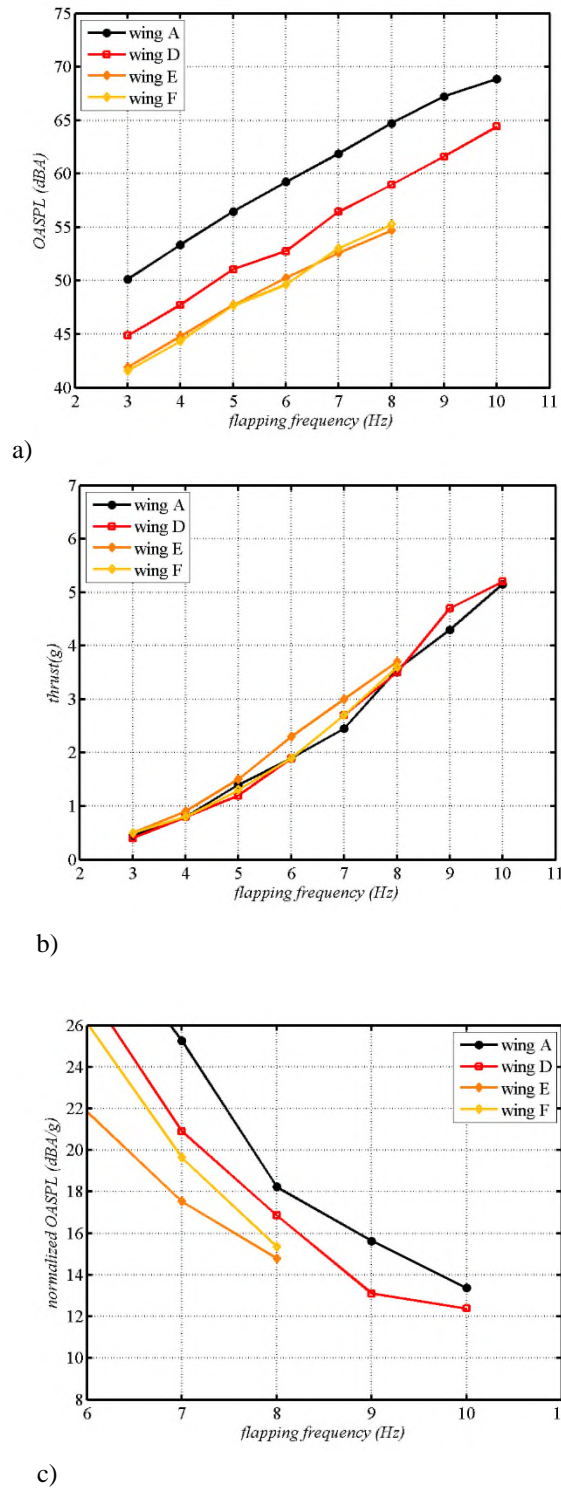 75
wing A
70
wing D
wing E
65
wing F
60
OASPL (dBA)
55
50
45
40
2 3 4 5 6 7 8 9 10 11
flapping frequency (Hz)
a)
7
wing A
wing D
6
wing E
wing F
5
4
thrust(g)
3
2
1
0
2 3 4 5 6 7 8 9 10 11
flapping frequency (Hz)
b)
26
wing A
24
wing D
wing E
22
wing F
20
18
normalized OASPL (dBA/g)
16
14
12
10
8
6 7 8 9 10 1
flapping frequency (Hz)
c)